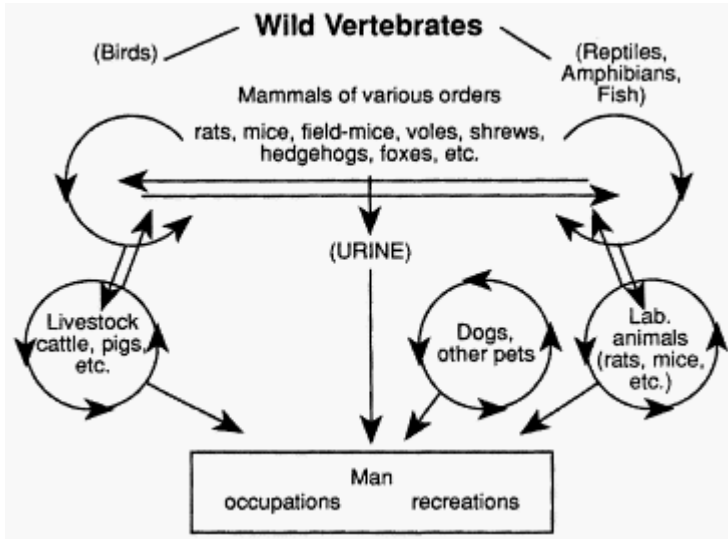 Wild Vertebrates
(Birds)
(Reptiles,
Amphibians,
Fish)
Mammals of various orders
rats, mice, field-mice, voles, shrews,
hedgehogs, foxes, etc.
(URINE)
Livestock
cattle, pigs,
etc.
Dogs,
other pets
Lab.
animals
(rats, mice,
etc.)
Man
occupations recreations